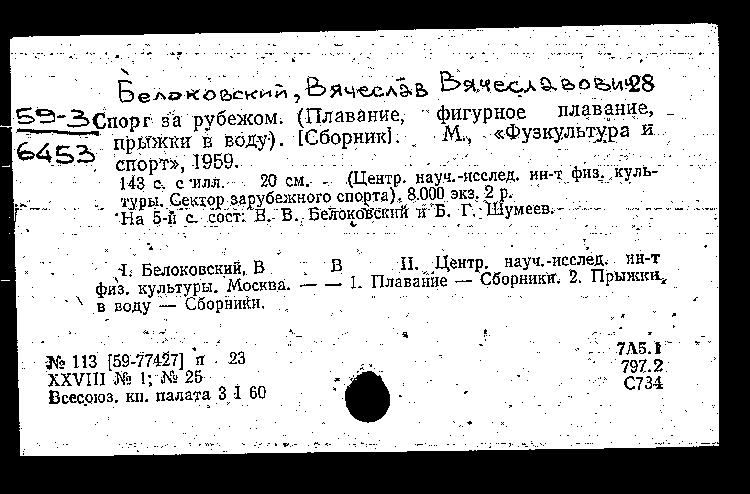 Белоковский, Вячеслав Вячеславович 28
59-3 Спорт за рубежом. (Плавание, фигурное плавание,
6453 прыжки в воду). [Сборник]. М., «Фузкультура и
спорт», 1959.
143 с. с илл. 20 см. - (Центр. науч.-исслед. ин-т физ. куль-
туры. Сектор зарубежного спорта). 8.000 экз. 2 р.
На 5-й с. сост: В. В. Белоковский и Б. Г. Шумеев.
I. Белоковский, В В II. Центр. науч.-исслед. ин-т
физ. культуры. Москва. — — 1. Плавание — Сборники. 2. Прыжки
в воду — Сборники.
№ 113 [59-77427] п 23
XXVIII № 1; № 25
Всесоюз. кн. палата 3 I 60
7А5.1
797.2
С734